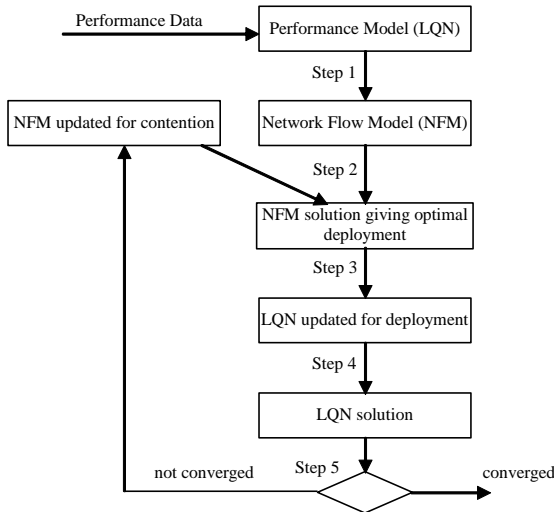 Performance Data
Performance Model (LQN)
Step 1
NFM updated for contention
Network Flow Model (NFM)
Step 2
NFM solution giving optimal
deployment
Step 3
LQN updated for deployment
Step 4
LQN solution
Step 5
not converged
converged